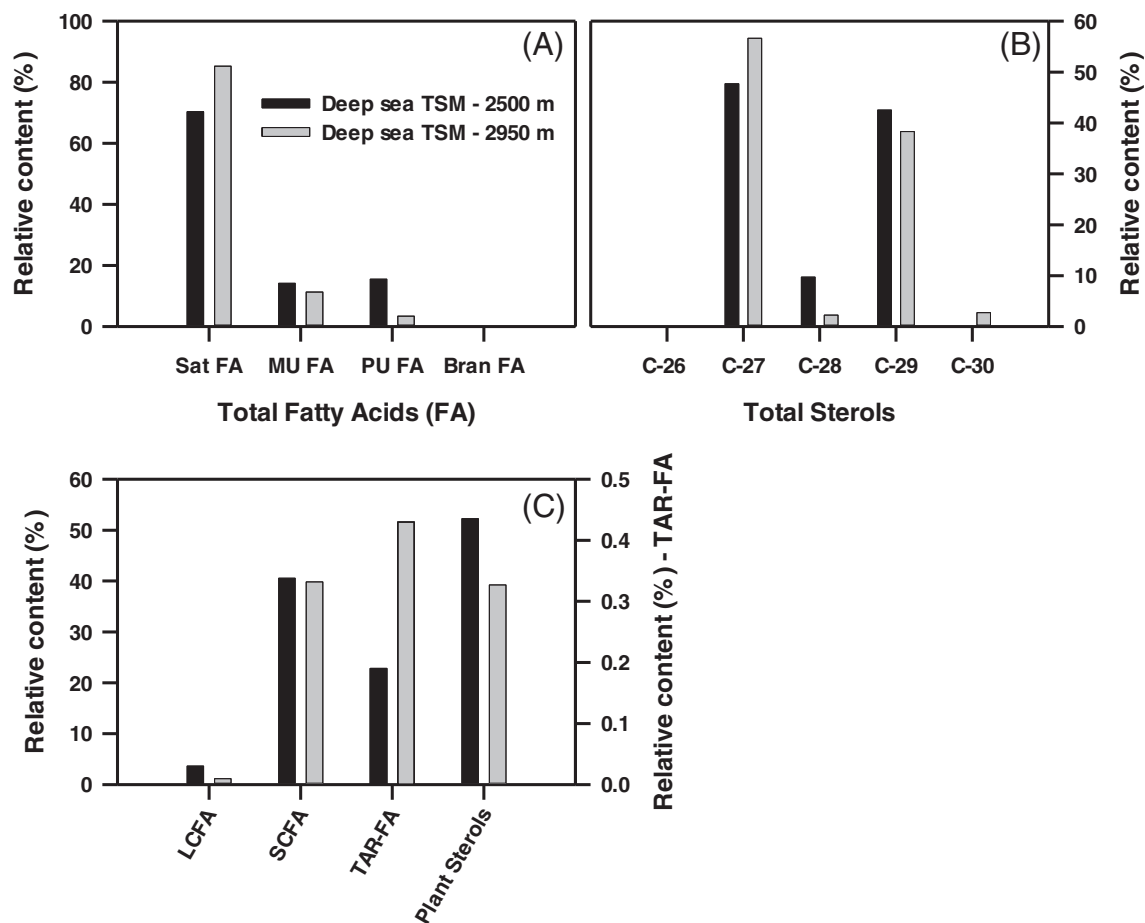 (A)
Relative content (%)
100
80
60
40
20
0
Deep sea TSM - 2500 m
Deep sea TSM - 2950 m
Sat FA MU FA PU FA Bran FA
Total Fatty Acids (FA)
(B)
60
50
40
30
20
10
0
Relative content (%)
C-26 C-27 C-28 C-29 C-30
Total Sterols
(C)
Relative content (%)
60
50
40
30
20
10
0
0.5
0.4
0.3
0.2
0.1
0.0
Relative content (%) - TAR-FA
LCFA
SCFA
TAR-FA
Plant Sterols